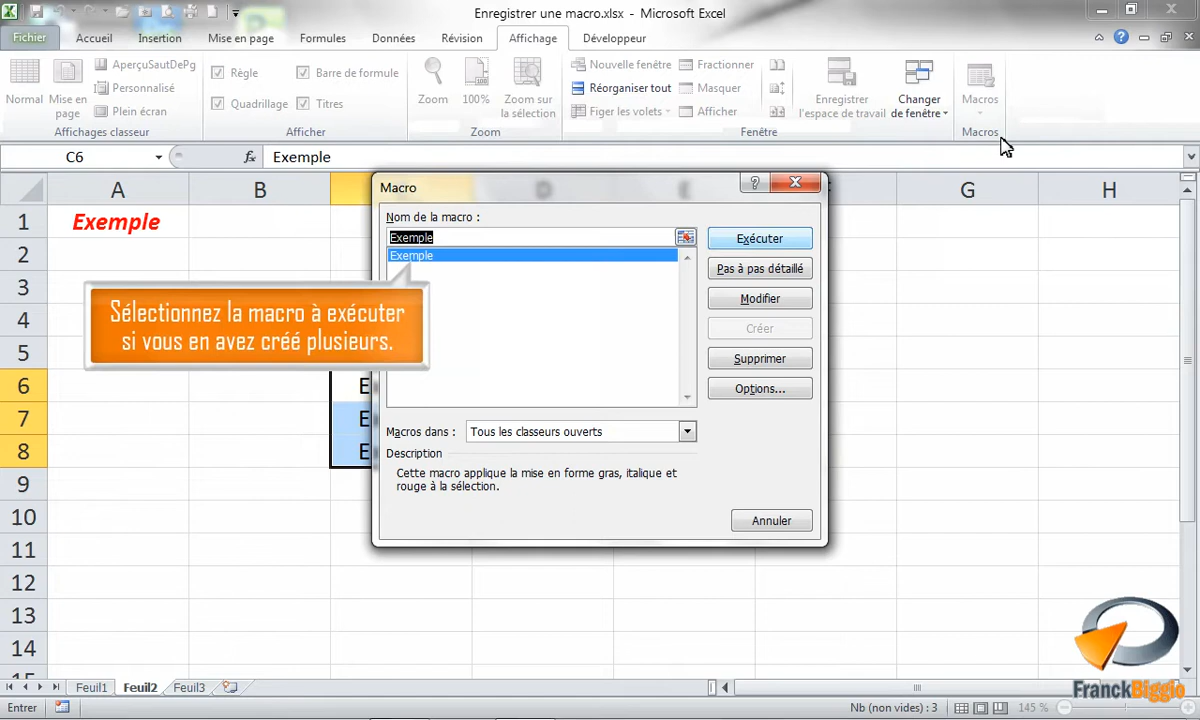 Enregistrer une macro.xlsx - Microsoft Excel
Fichier Accueil Insertion Mise en page Formules Données Révision Affichage Développeur
Normal
Mise en page
AperçuSautDePg
Personnalisé
Plein écran
Affichages classeur
Règle
Barre de formule
Quadrillage
Titres
Afficher
Zoom
100%
Zoom sur la sélection
Zoom
Nouvelle fenêtre
Réorganiser tout
Figer les volets
Fractionner
Masquer
Afficher
Enregistrer l'espace de travail
Changer de fenêtre
Fenêtre
Macros
Macros
C6 fx Exemple
A B D E G H
1 Exemple
2
3
4
5
6 E
7 E
8 E
9
10
11
12
13
14
15
Macro
?
Nom de la macro :
Exemple
Exemple
Exécuter
Pas à pas détaillé
Modifier
Créer
Supprimer
Options...
Macros dans : Tous les classeurs ouverts
Description
Cette macro applique la mise en forme gras, italique et
rouge à la sélection.
Annuler
Sélectionnez la macro à exécuter
si vous en avez créé plusieurs.
FranckBiggio
Feuil1 Feuil2 Feuil3
Entrer Nb (non vides) : 3 145 %